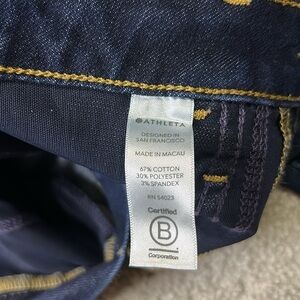 ATHLETA
DESIGNED IN
SAN FRANCISCO
MADE IN MACAU
67% COTTON
30% POLYESTER
3% SPANDEX
RN 54023
Certified
B
Corporation